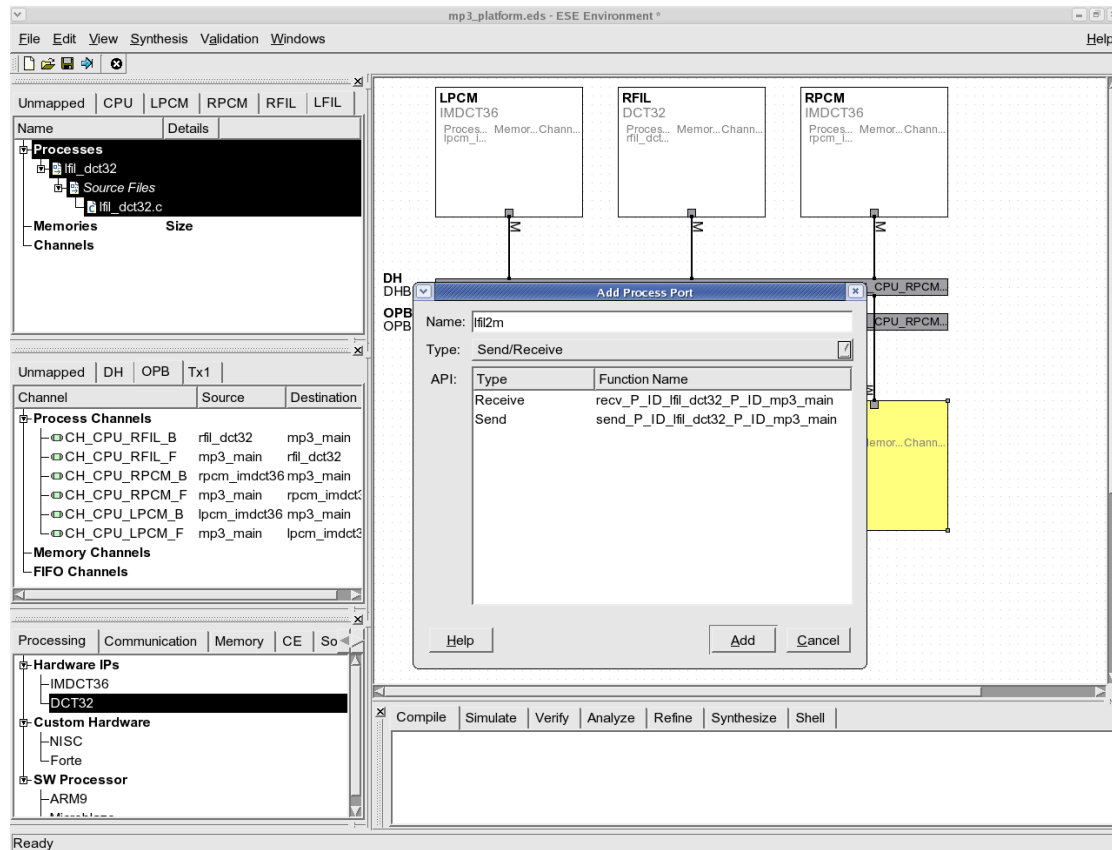 mp3_platform.eds - ESE Environment *
File Edit View Synthesis Validation Windows Help
Unmapped CPU LPCM RPCM RFIL LFIL
Name Details
Processes
lfil_dct32
Source Files
lfil_dct32.c
Memories Size
Channels
Unmapped DH OPB Tx1
Channel Source Destination
Process Channels
CH_CPU_RFIL_B rfil_dct32 mp3_main
CH_CPU_RFIL_F mp3_main rfil_dct32
CH_CPU_RPCM_B rpcm_imdct36 mp3_main
CH_CPU_RPCM_F mp3_main rpcm_imdct3
CH_CPU_LPCM_B lpcm_imdct36 mp3_main
CH_CPU_LPCM_F mp3_main lpcm_imdct3
Memory Channels
FIFO Channels
Processing Communication Memory CE So
Hardware IPs
IMDCT36
DCT32
Custom Hardware
NISC
Forte
SW Processor
ARM9
LPCM
IMDCT36
Proces... Memor... Chann...
lpcm_i...
M
RFIL
DCT32
Proces... Memor... Chann...
rfil_dct...
M
RPCM
IMDCT36
Proces... Memor... Chann...
rpcm_i...
M
DH
DHB
_CPU_RPCM...
OPB
OPB
CPU_RPCM...
M
emor... Chann...
Add Process Port
Name: lfil2m
Type: Send/Receive
API: Type Function Name
Receive recv_P_ID_lfil_dct32_P_ID_mp3_main
Send send_P_ID_lfil_dct32_P_ID_mp3_main
Help Add Cancel
Compile Simulate Verify Analyze Refine Synthesize Shell
Ready